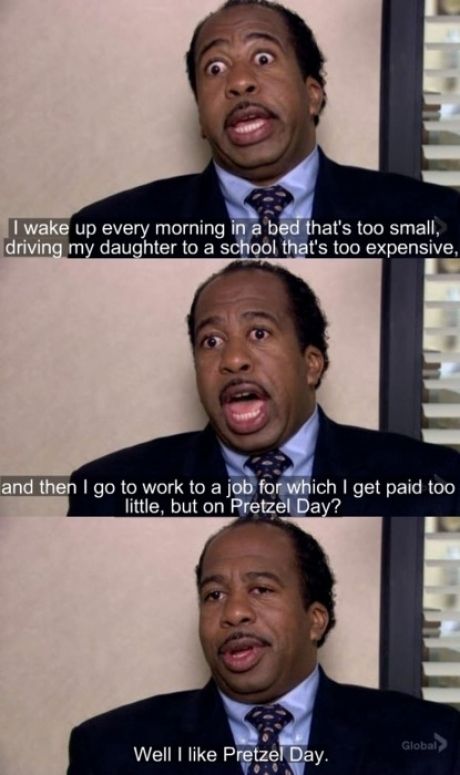 I wake up every morning in a bed that's too small,
driving my daughter to a school that's too expensive,
and then I go to work to a job for which I get paid too
little, but on Pretzel Day?
Well I like Pretzel Day.
Global